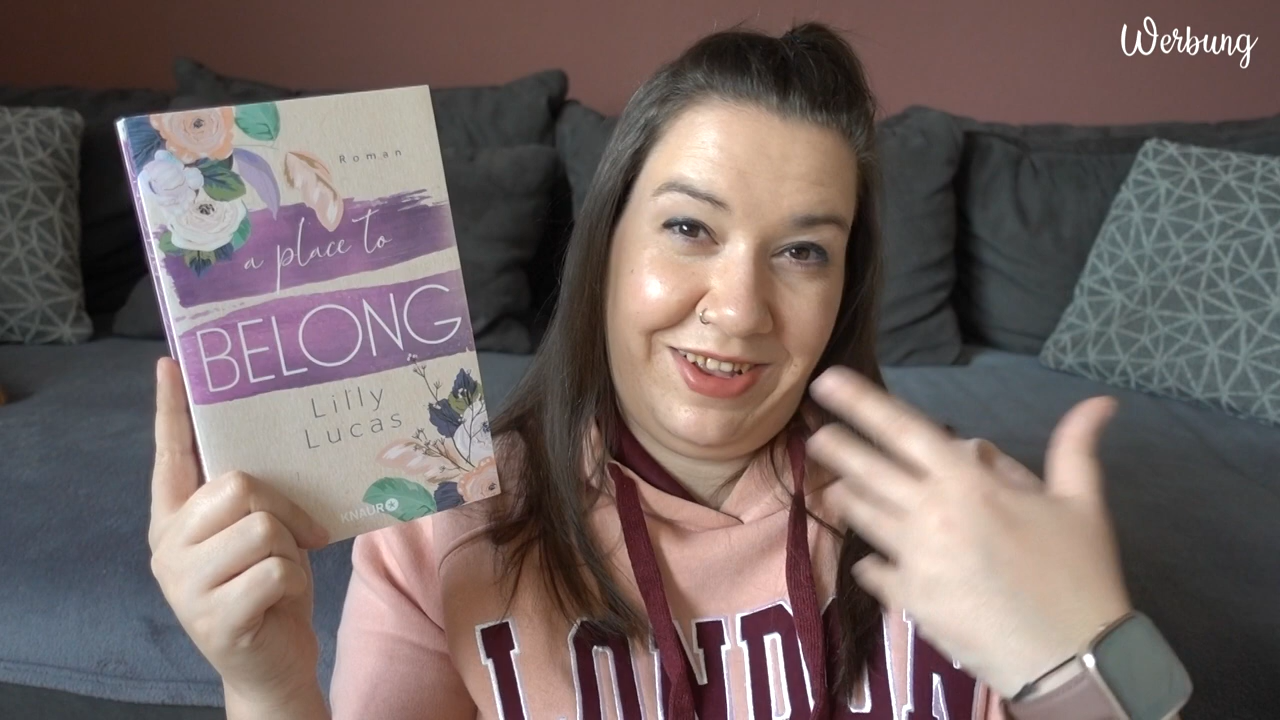 Werbung
Roman
a place to
BELONG
Lilly
Lucas
KNAUR
LONDON